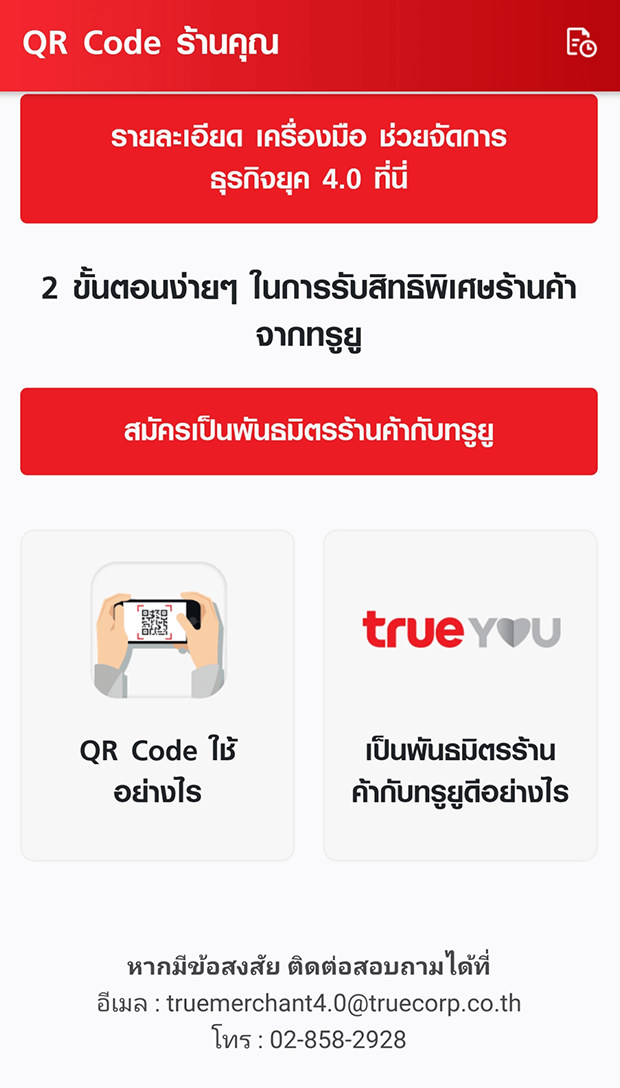 QR Code ร้านคุณ
รายละเอียด เครื่องมือ ช่วยจัดการ
ธุรกิจยุค 4.0 ที่นี่
2 ขั้นตอนง่ายๆ ในการรับสิทธิพิเศษร้านค้า
จากทรูยู
สมัครเป็นพันธมิตรร้านค้ากับทรูยู
true YOU
QR Code ใช้
อย่างไร
เป็นพันธมิตรร้าน
ค้ากับทรูยูดีอย่างไร
หากมีข้อสงสัย ติดต่อสอบถามได้ที่
อีเมล : truemerchant4.0@truecorp.co.th
โทร : 02-858-2928